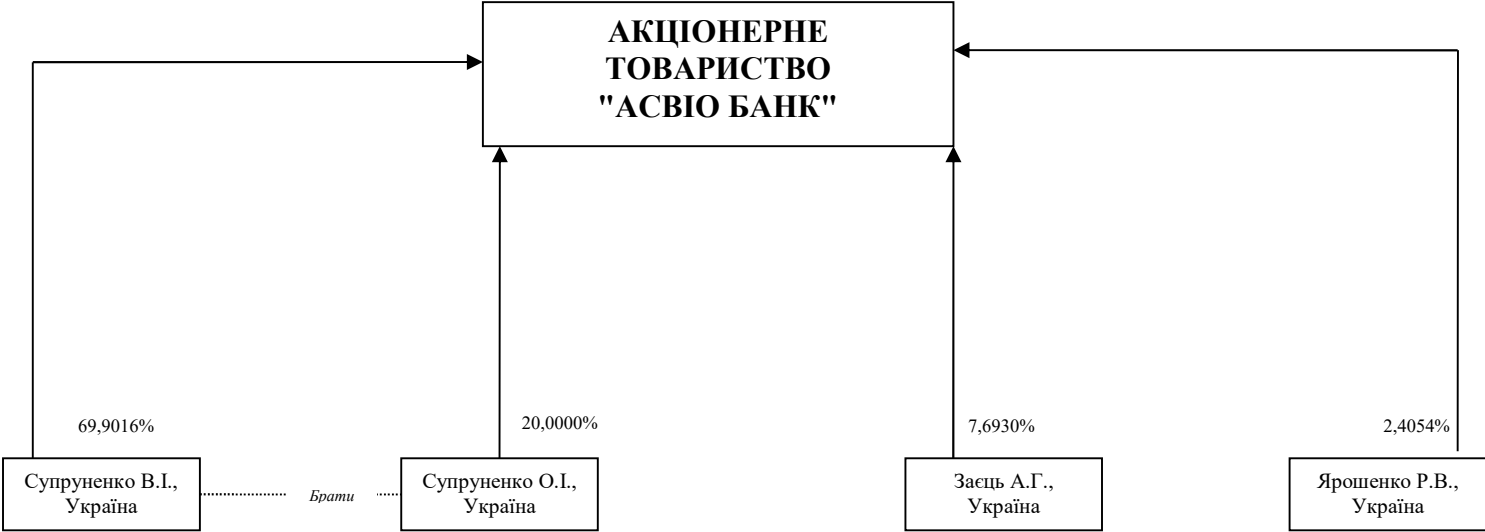 АКЦІОНЕРНЕ
ТОВАРИСТВО
"АСВІО БАНК"
69,9016%
20,0000%
7,6930%
2,4054%
Супруненко В.І.,
Україна
Брати
Супруненко О.І.,
Україна
Заєць А.Г.,
Україна
Ярошенко Р.В.,
Україна